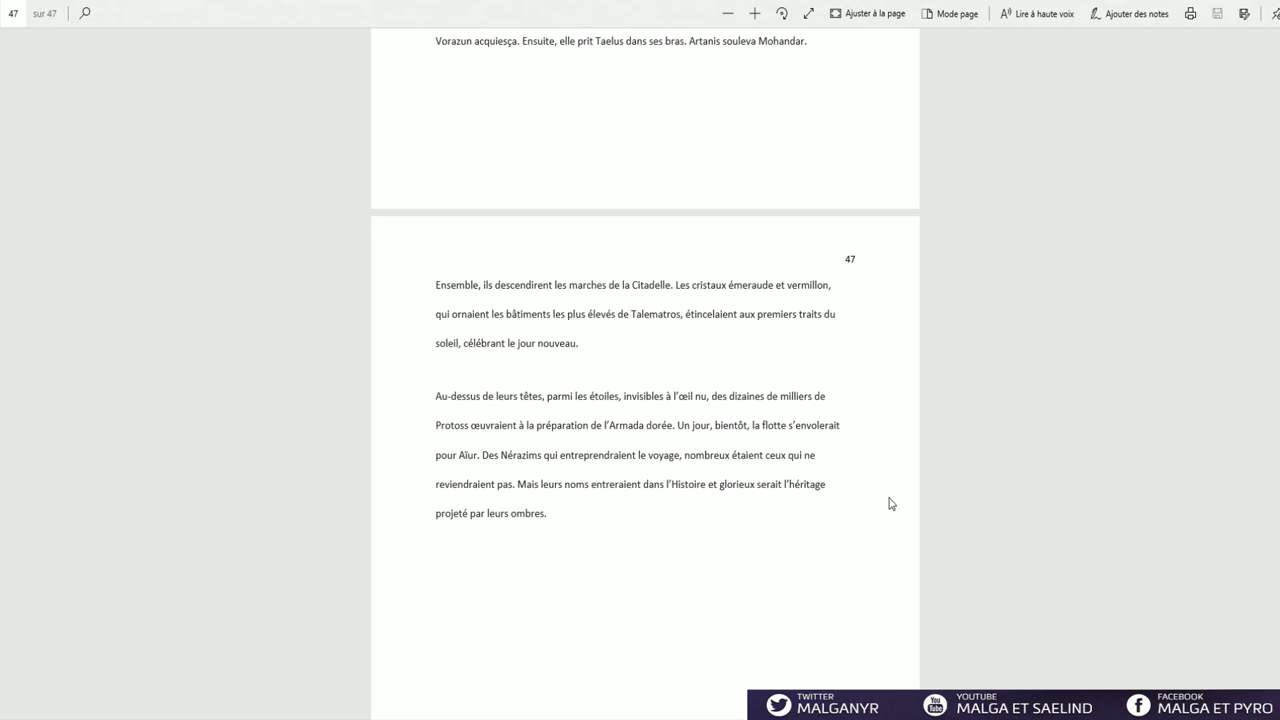 47 sur 47 Ajuster à la page Mode page Lire à haute voix Ajouter des notes
Vorazun acquiesça. Ensuite, elle prit Taelus dans ses bras. Artanis souleva Mohandar.
47
Ensemble, ils descendirent les marches de la Citadelle. Les cristaux émeraude et vermillon,
qui ornaient les bâtiments les plus élevés de Talematros, étincelaient aux premiers traits du
soleil, célébrant le jour nouveau.
Au-dessus de leurs têtes, parmi les étoiles, invisibles à l’œil nu, des dizaines de milliers de
Protoss œuvraient à la préparation de l’Armada dorée. Un jour, bientôt, la flotte s’envolerait
pour Aïur. Des Nérazims qui entreprendraient le voyage, nombreux étaient ceux qui ne
reviendraient pas. Mais leurs noms entreraient dans l’Histoire et glorieux serait l’héritage
projeté par leurs ombres.
TWITTER
MALGANYR
You Tube
YOUTUBE
MALGA ET SAELIND
FACEBOOK
MALGA ET PYRO